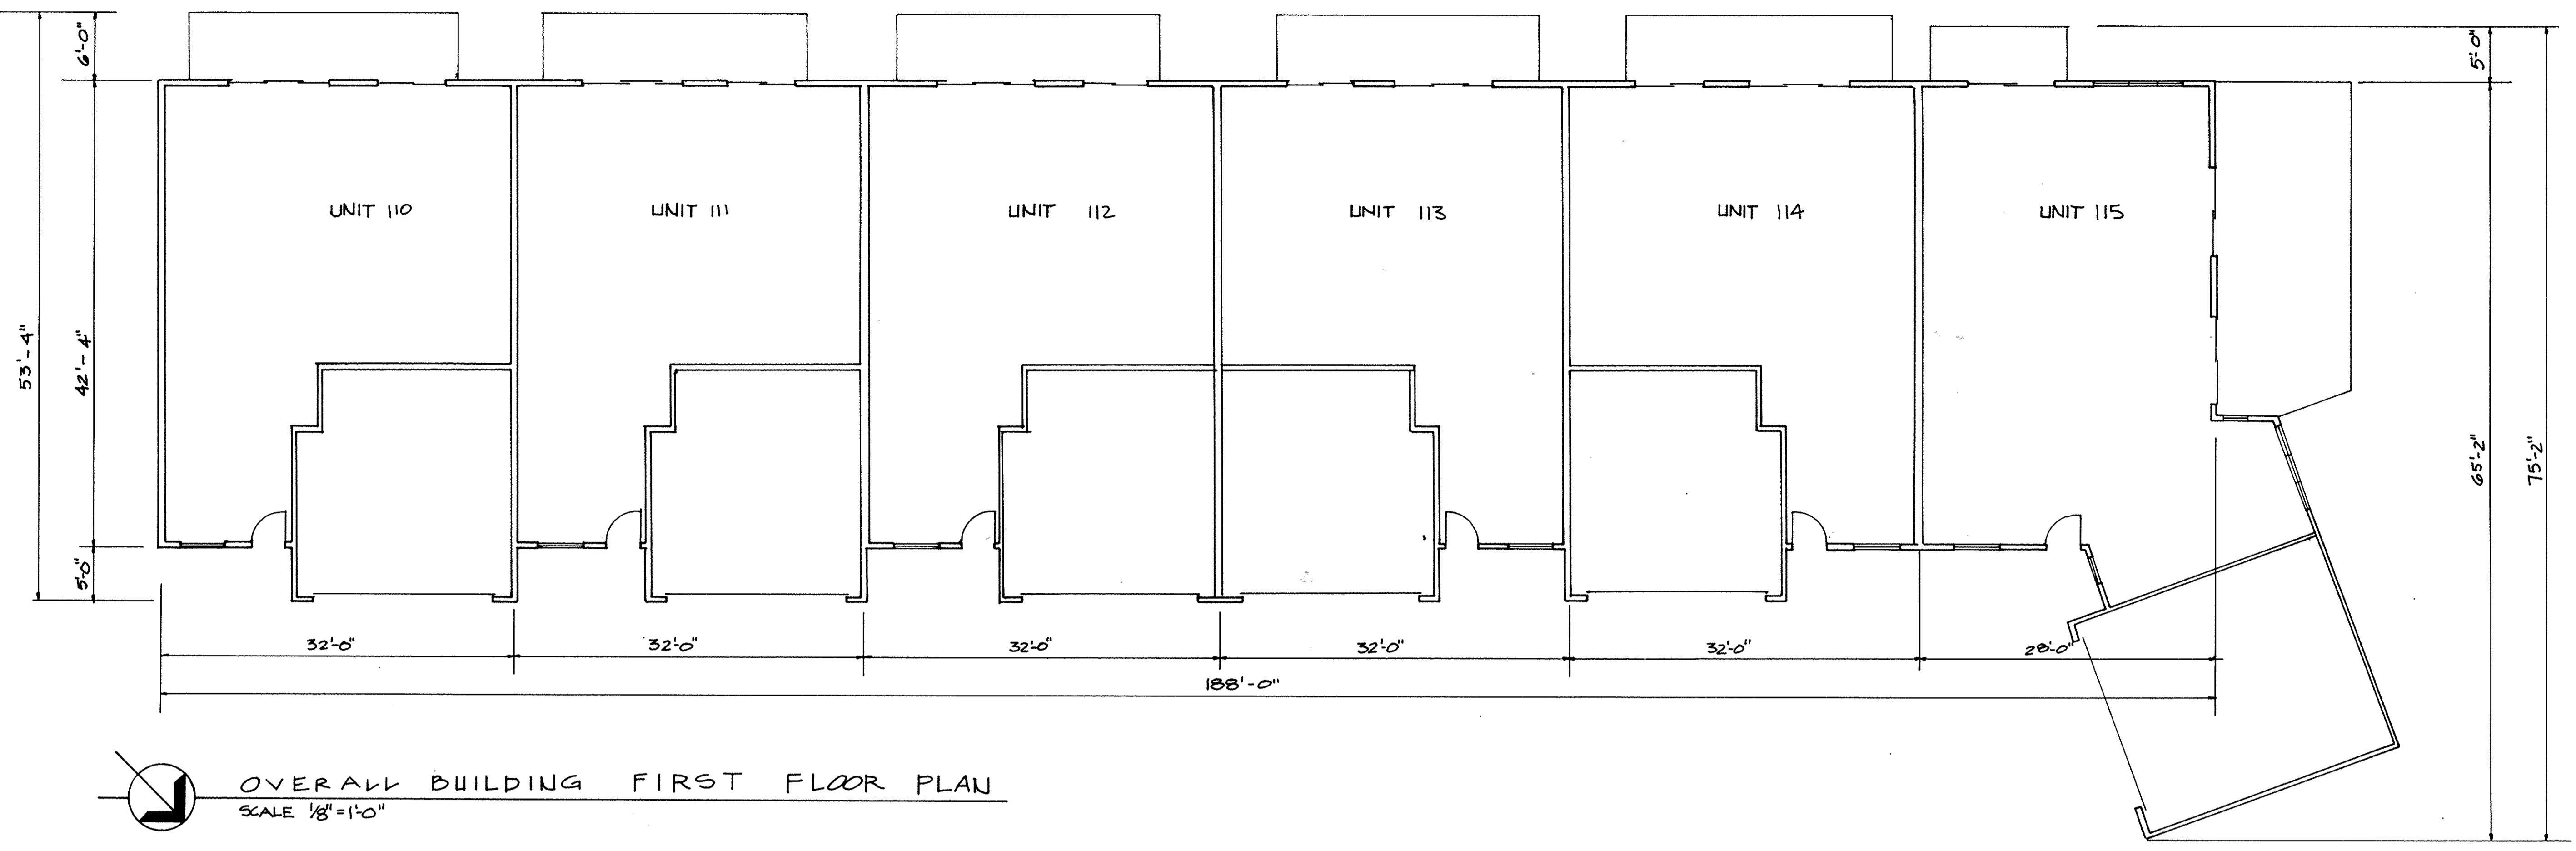 6'-0"
5'-0"
53'-4"
42'-4"
5'-0"
UNIT 110
UNIT 111
UNIT 112
UNIT 113
UNIT 114
UNIT 115
65'-2"
75'-2"
32'-0"
32'-0"
32'-0"
32'-0"
32'-0"
28'-0"
188'-0"
OVERALL BUILDING FIRST FLOOR PLAN
SCALE 1/8"=1'-0"